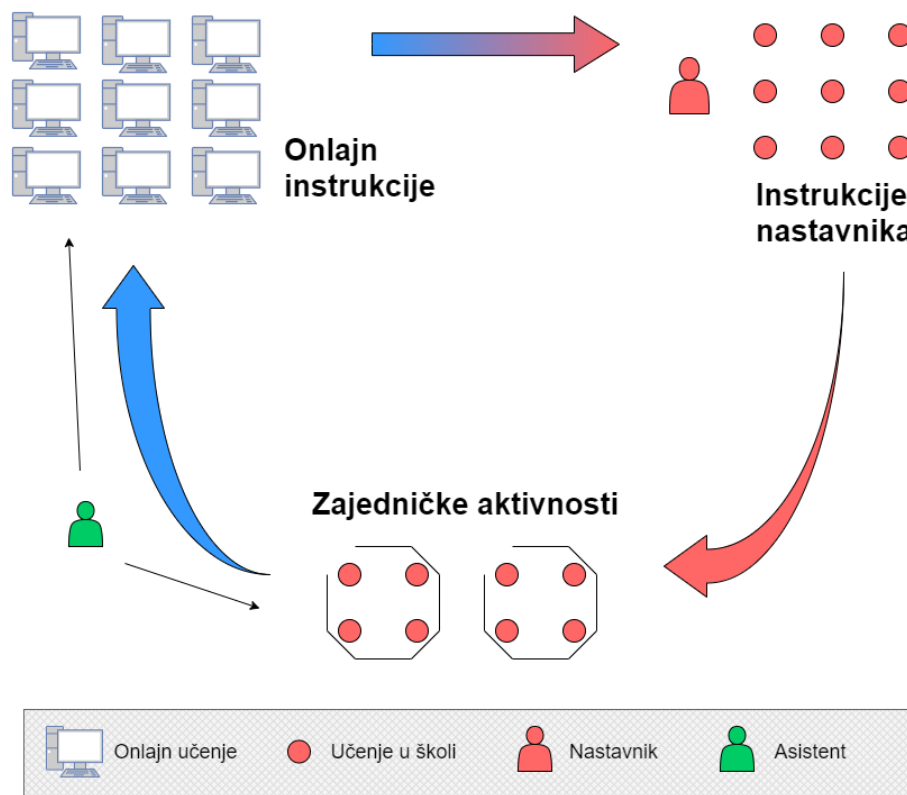 Onlajn
instrukcije
Instrukcije
nastavnika
Zajedničke aktivnosti
Onlajn učenje
Učenje u školi
Nastavnik
Asistent